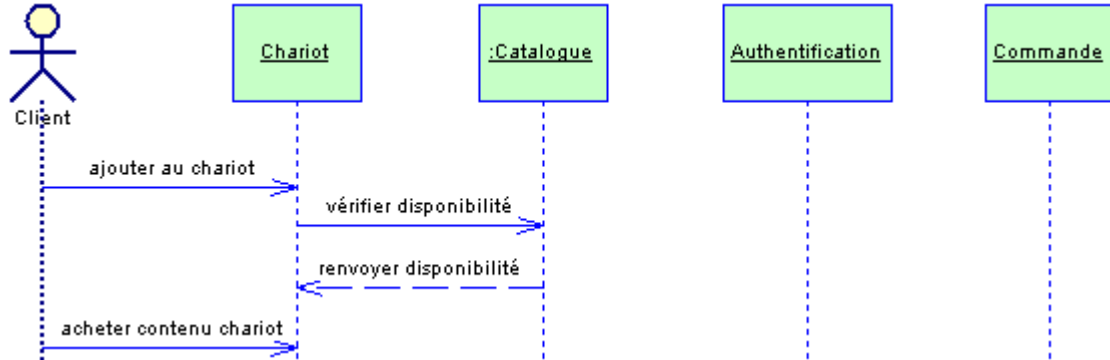 Chariot
:Catalogue
Authentification
Commande
Client
ajouter au chariot
vérifier disponibilité
renvoyer disponibilité
acheter contenu chariot